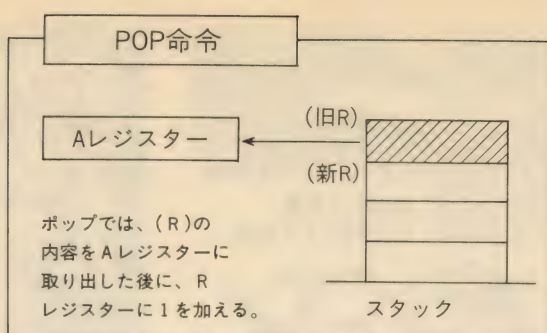 POP命令
Aレジスター
(旧R)
(新R)
ポップでは、(R)の
内容をAレジスターに
取り出した後に、R
レジスターに1を加える。
スタック